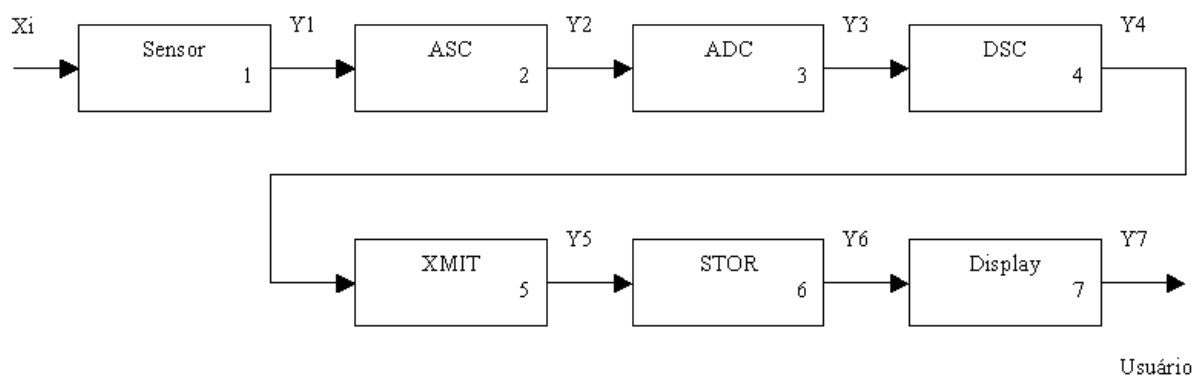 Xi
Sensor
1
Y1
ASC
2
Y2
ADC
3
Y3
DSC
4
Y4
XMIT
5
Y5
STOR
6
Y6
Display
7
Y7
Usuário